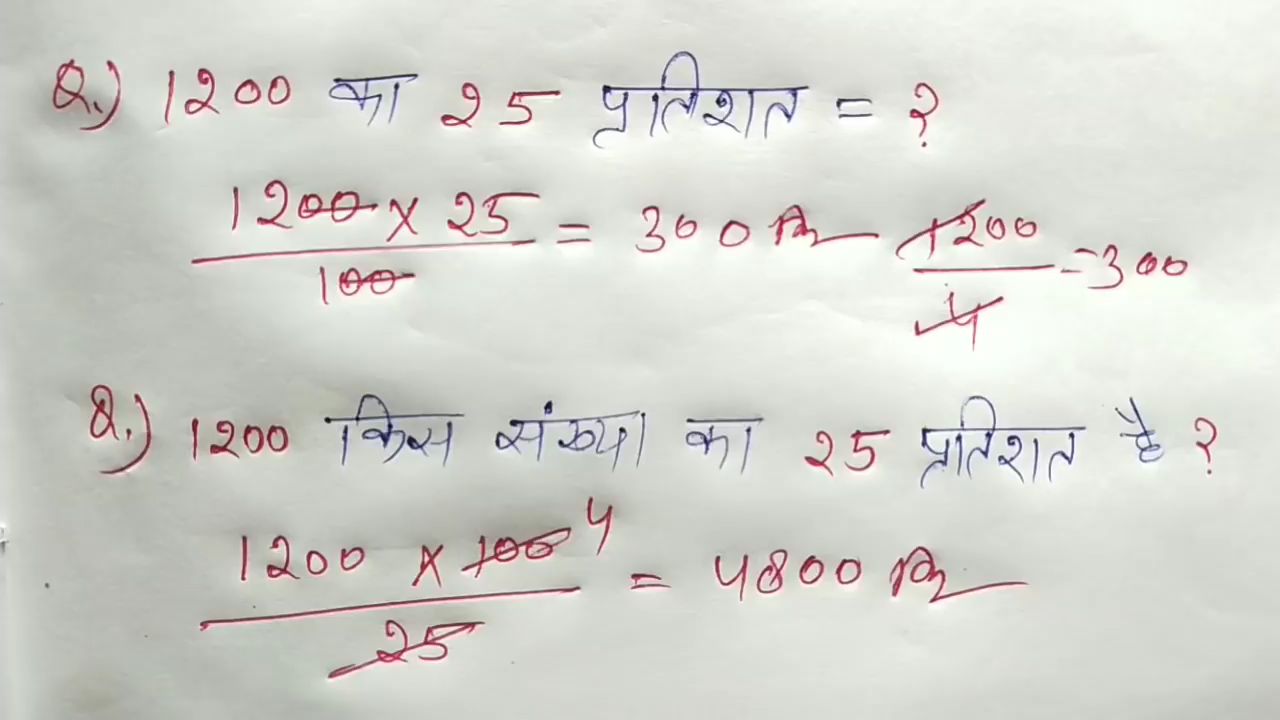 Q.) 1200 का 25 प्रतिशत = ?
1200 x 25 / 100 = 300 1200 / 4 = 300
Q.) 1200 किस संख्या का 25 प्रतिशत है ?
1200 x 100 4 / 25 = 4800